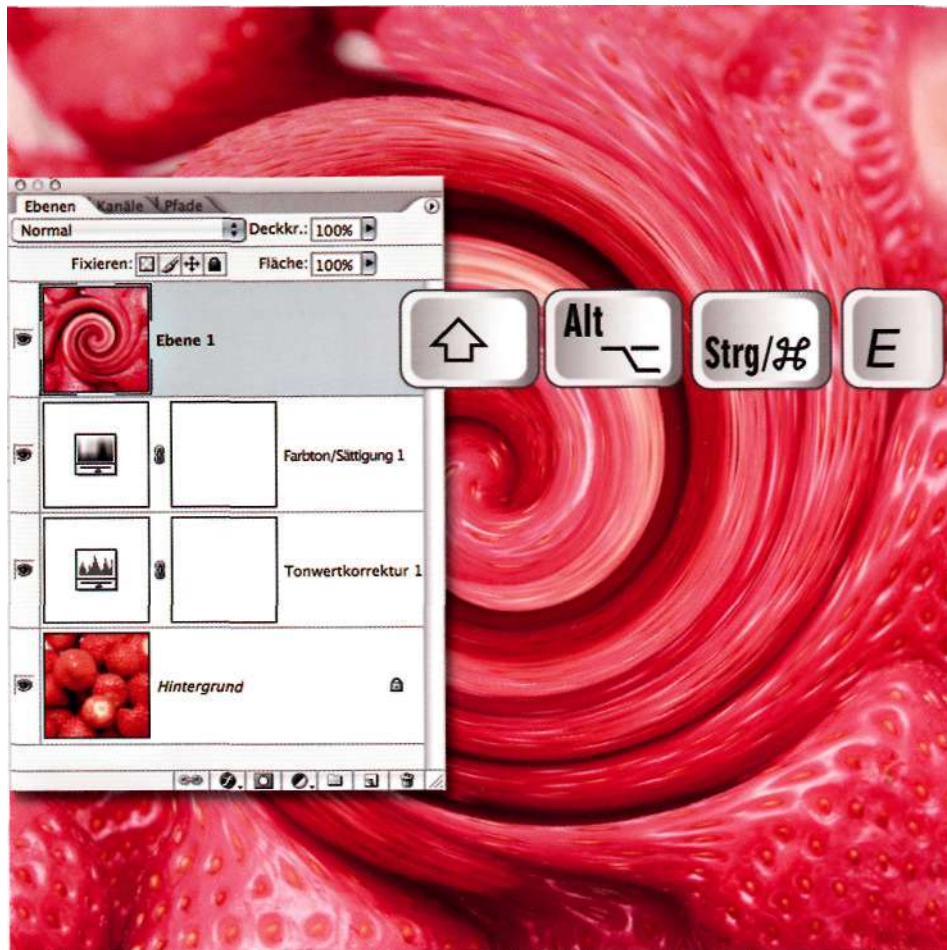 Ebenen Kanäle Pfade
Normal Deckkr.: 100%
Fixieren: Fläche: 100%
Ebene 1
Alt
Strg/⌘ E
Farbton/Sättigung 1
Tonwertkorrektur 1
Hintergrund